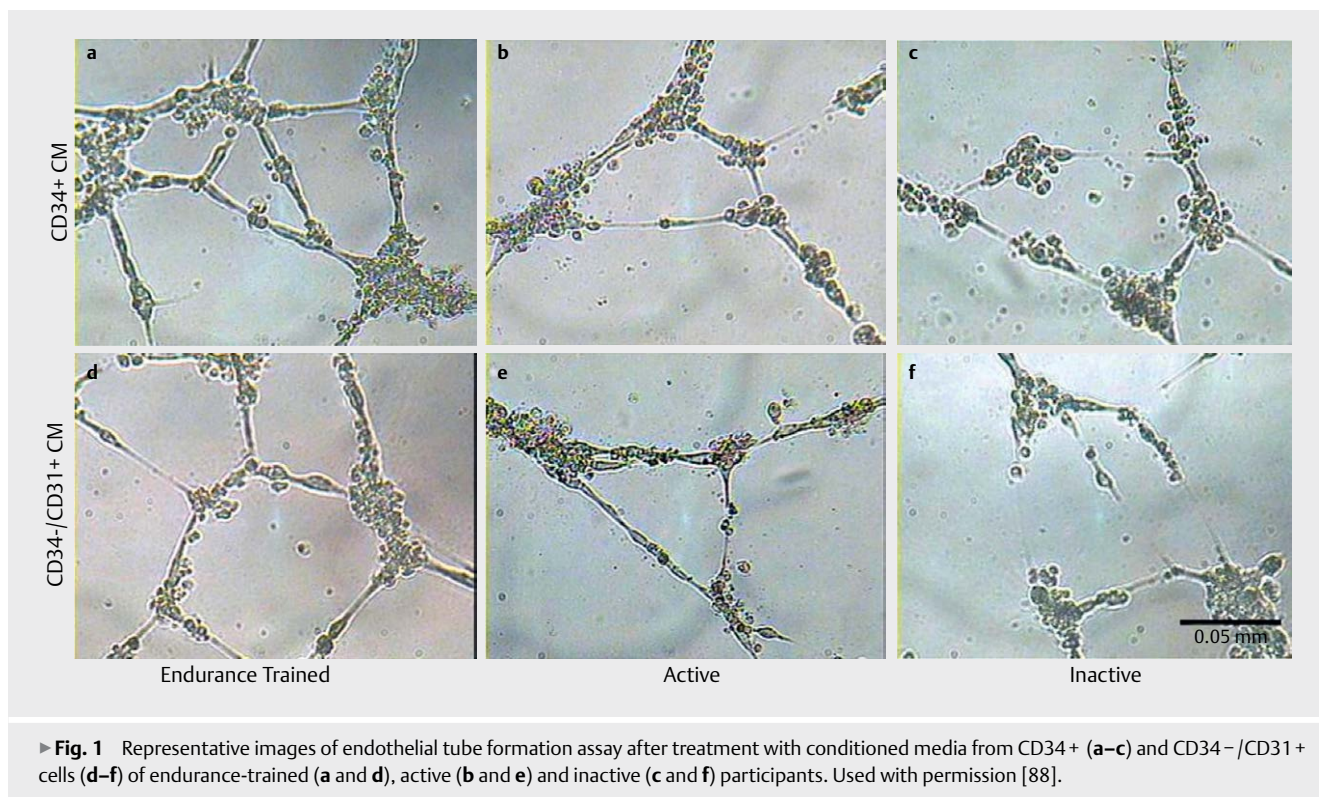 a
b
c
CD34+ CM
d
e
f
CD34-/CD31+ CM
0.05 mm
Endurance Trained
Active
Inactive
▶Fig. 1 Representative images of endothelial tube formation assay after treatment with conditioned media from CD34+ (a–c) and CD34−/CD31+
cells (d–f) of endurance-trained (a and d), active (b and e) and inactive (c and f) participants. Used with permission [88].